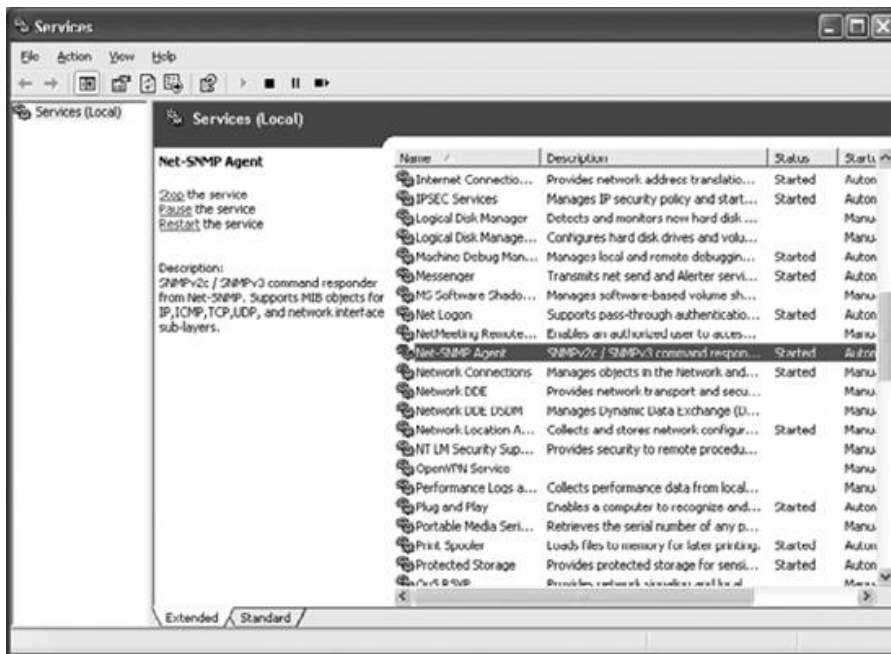 Services
File Action View Help
Services (Local)
Services (Local)
Net-SNMP Agent
Stop the service
Pause the service
Restart the service
Description:
SNMPv2c / SNMPv3 command responder
from Net-SNMP. Supports MIB objects for
IP,ICMP,TCP,UDP, and network interface
sub-layers.
Name Description Status Startu
Internet Connectio... Provides network address translatio... Started Auton
IPSEC Services Manages IP security policy and start... Started Auton
Logical Disk Manager Detects and monitors new hard disk ... Manu
Logical Disk Manage... Configures hard disk drives and volu... Manu
Machine Debug Man... Manages local and remote debuggin... Started Auton
Messenger Transmits net send and Alerter servi... Started Auton
MS Software Shado... Manages software-based volume sh... Manu
Net Logon Supports pass-through authenticatio... Started Auton
NetMeeting Remote... Enables an authorized user to acces... Manu
Net-SNMP Agent SNMPv2c / SNMPv3 command respon... Started Auton
Network Connections Manages objects in the Network and... Started Manu
Network DDE Provides network transport and secu... Manu
Network DDE DSDM Manages Dynamic Data Exchange (D... Manu
Network Location A... Collects and stores network configur... Started Manu
NT LM Security Sup... Provides security to remote procedu... Manu
OpenVPN Service Manu
Performance Logs a... Collects performance data from local... Manu
Plug and Play Enables a computer to recognize and... Started Auton
Portable Media Seri... Retrieves the serial number of any p... Manu
Print Spooler Loads files to memory for later printing. Started Auton
Protected Storage Provides protected storage for sensi... Started Auton
QoS RSVP Provides network signaling and local Manu
Extended Standard